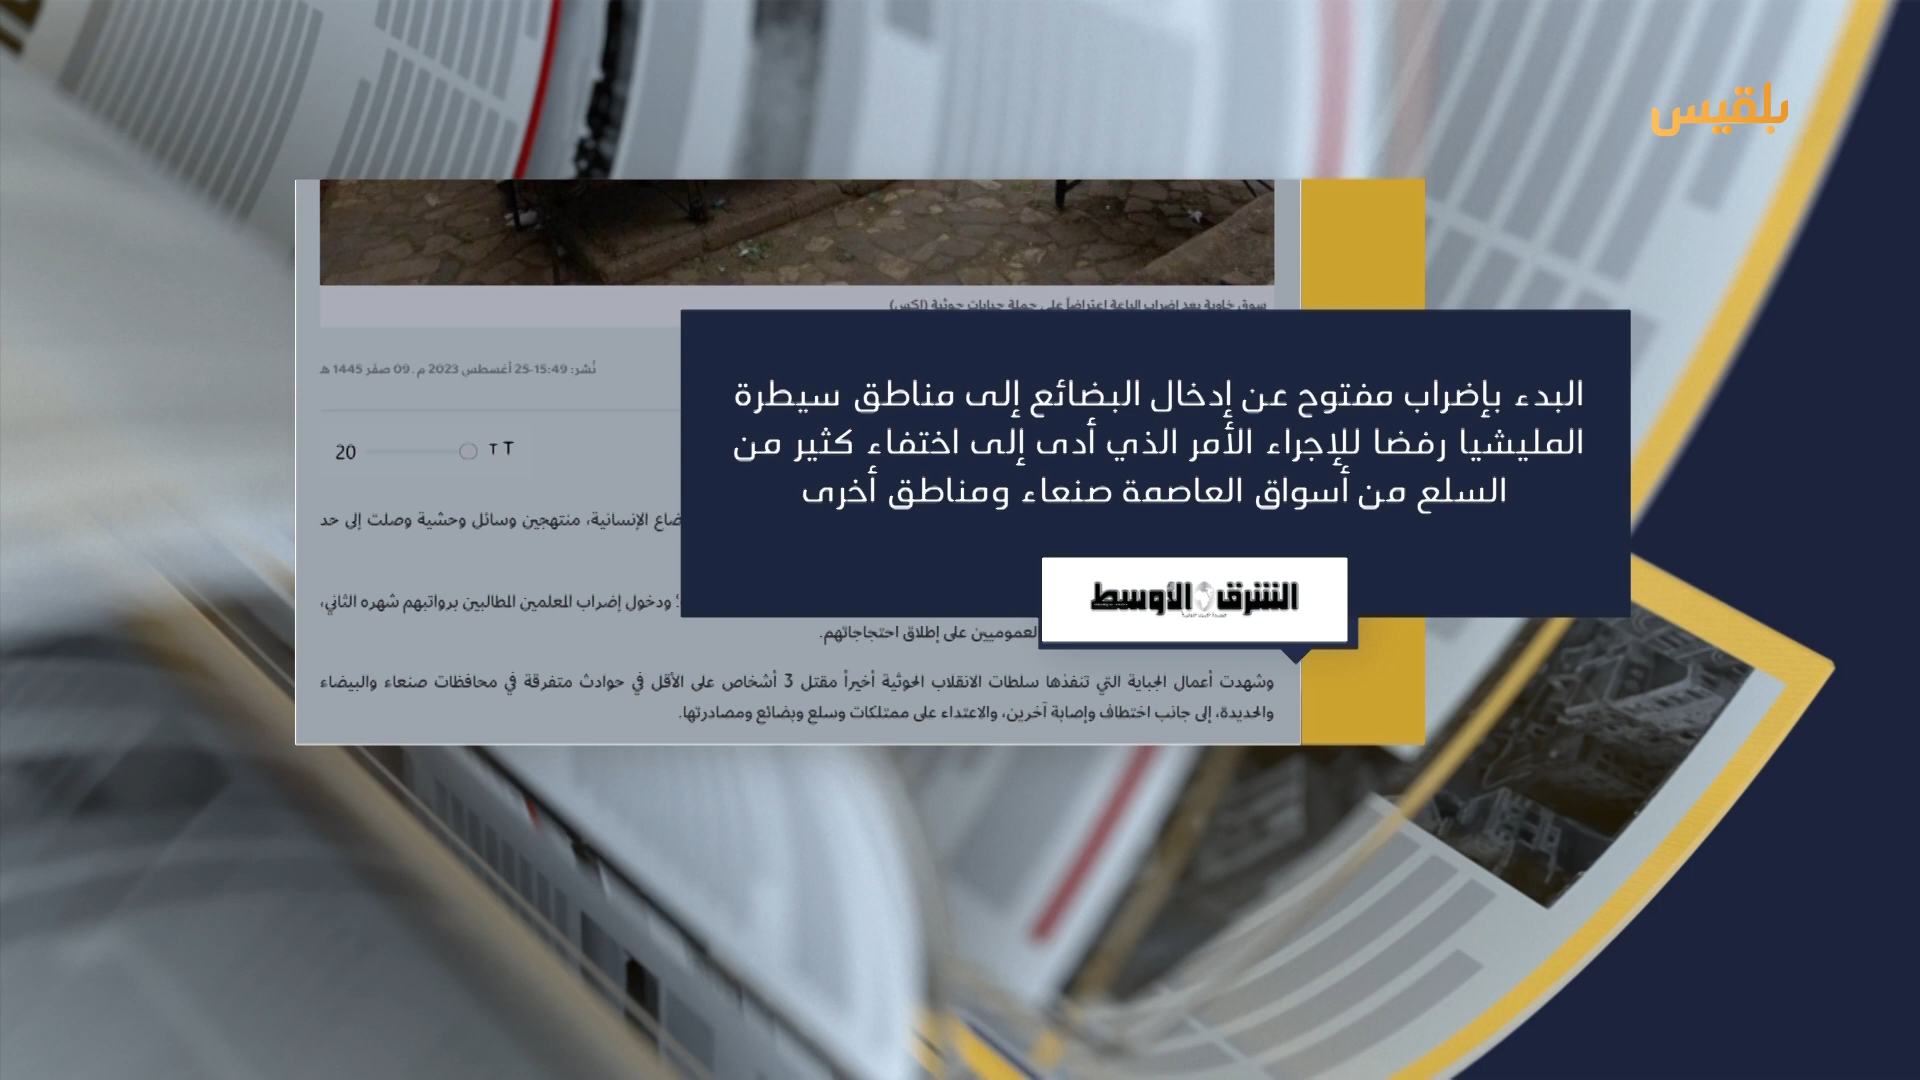 بلقيس
سوق خاوية بعد إضراب الباعة اعتراضاً على حملة جبايات حوثية (إكس)
نُشر: 15:49-25 أغسطس 2023 م ـ 09 صفَر 1445 هـ
20 T T
البدء بإضراب مفتوح عن إدخال البضائع إلى مناطق سيطرة
المليشيا رفضا للإجراء الأمر الذي أدى إلى اختفاء كثير من
السلع من أسواق العاصمة صنعاء ومناطق أخرى
الشرق الأوسط
الإنسانية، منتهجين وسائل وحشية وصلت إلى حد
ودخول إضراب المعلمين المطالبين برواتبهم شهره الثاني،
العموميين على إطلاق احتجاجاتهم.
وشهدت أعمال الجباية التي تنفذها سلطات الانقلاب الحوثية أخيراً مقتل 3 أشخاص على الأقل في حوادث متفرقة في محافظات صنعاء والبيضاء
والحديدة، إلى جانب اختطاف وإصابة آخرين، والاعتداء على ممتلكات وسلع وبضائع ومصادرتها.